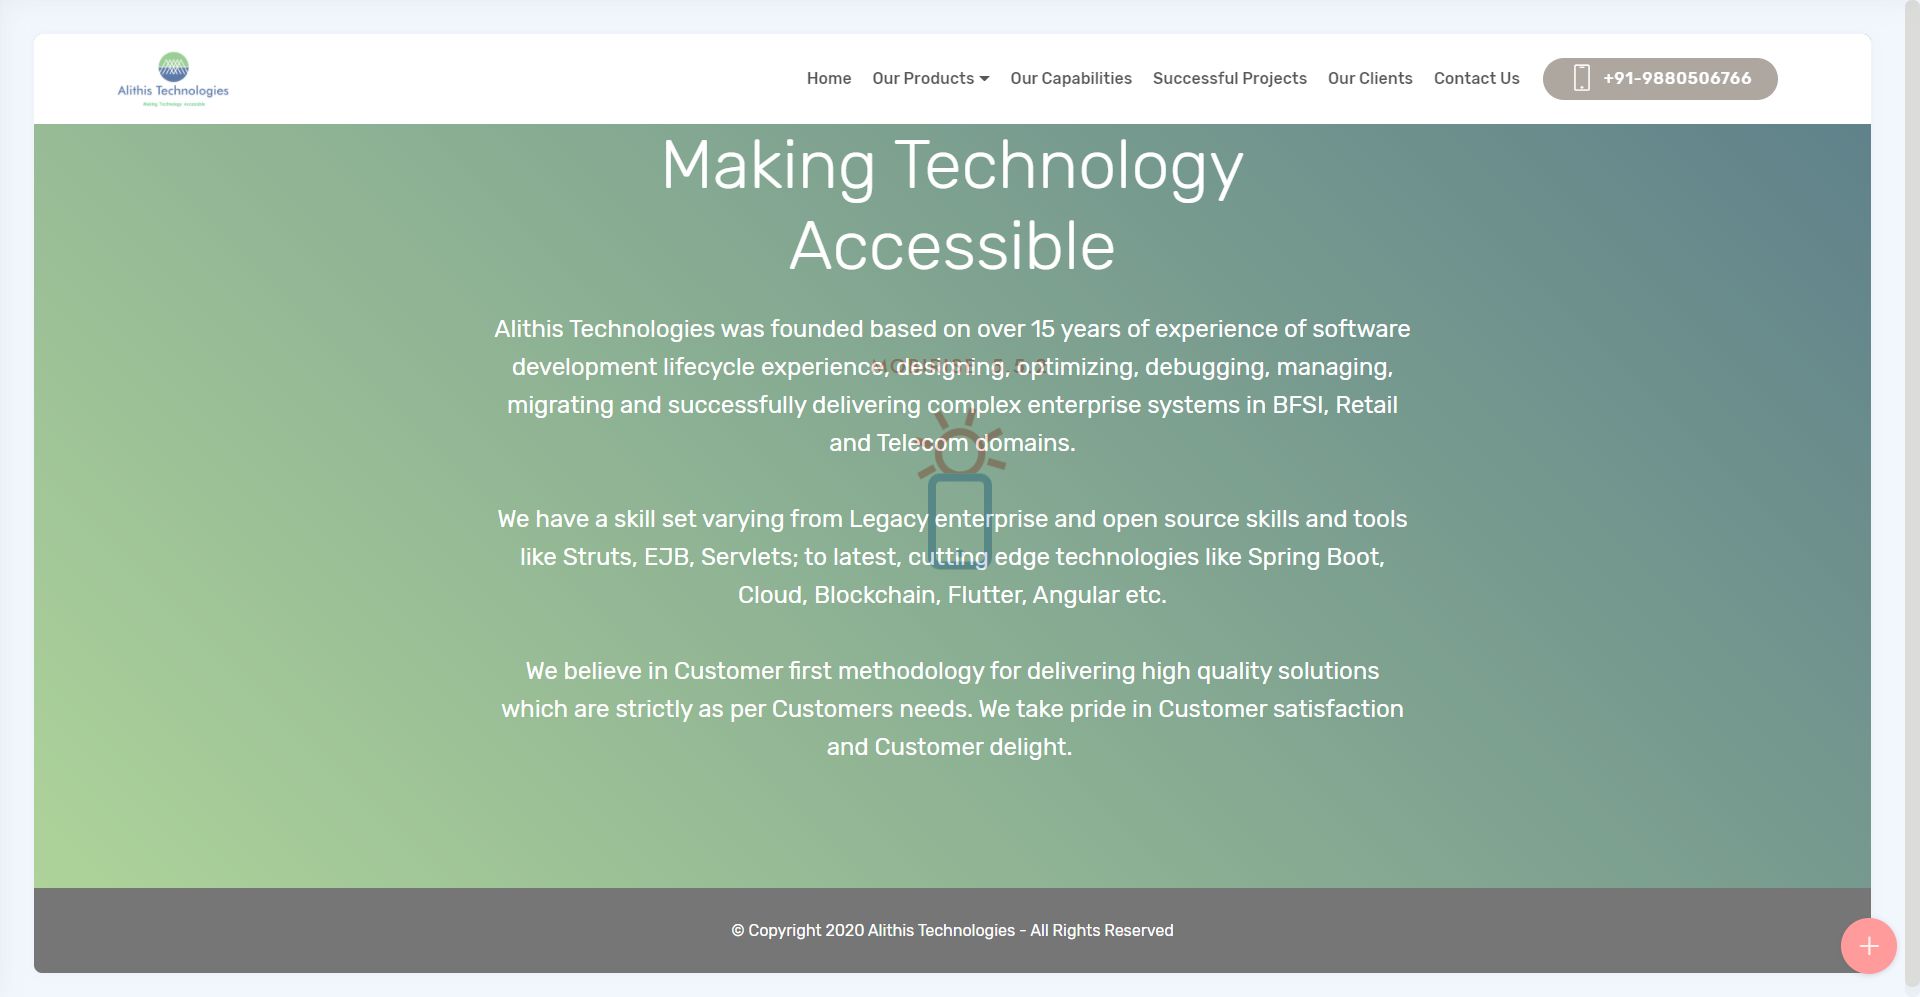 Alithis Technologies
Making Technology Accessible
Home Our Products Our Capabilities Successful Projects Our Clients Contact Us +91-9880506766
Making Technology
Accessible
Alithis Technologies was founded based on over 15 years of experience of software
development lifecycle experience, designing, optimizing, debugging, managing,
migrating and successfully delivering complex enterprise systems in BFSI, Retail
and Telecom domains.
We have a skill set varying from Legacy enterprise and open source skills and tools
like Struts, EJB, Servlets; to latest, cutting edge technologies like Spring Boot,
Cloud, Blockchain, Flutter, Angular etc.
We believe in Customer first methodology for delivering high quality solutions
which are strictly as per Customers needs. We take pride in Customer satisfaction
and Customer delight.
© Copyright 2020 Alithis Technologies - All Rights Reserved